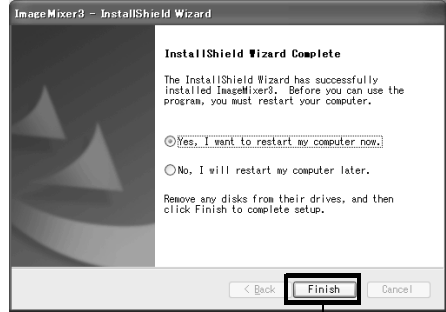 ImageMixer3 - InstallShield Wizard
InstallShield Wizard Complete
The InstallShield Wizard has successfully
installed ImageMixer3. Before you can use the
program, you must restart your computer.
Yes, I want to restart my computer now.
No, I will restart my computer later.
Remove any disks from their drives, and then
click Finish to complete setup.
< Back Finish Cancel